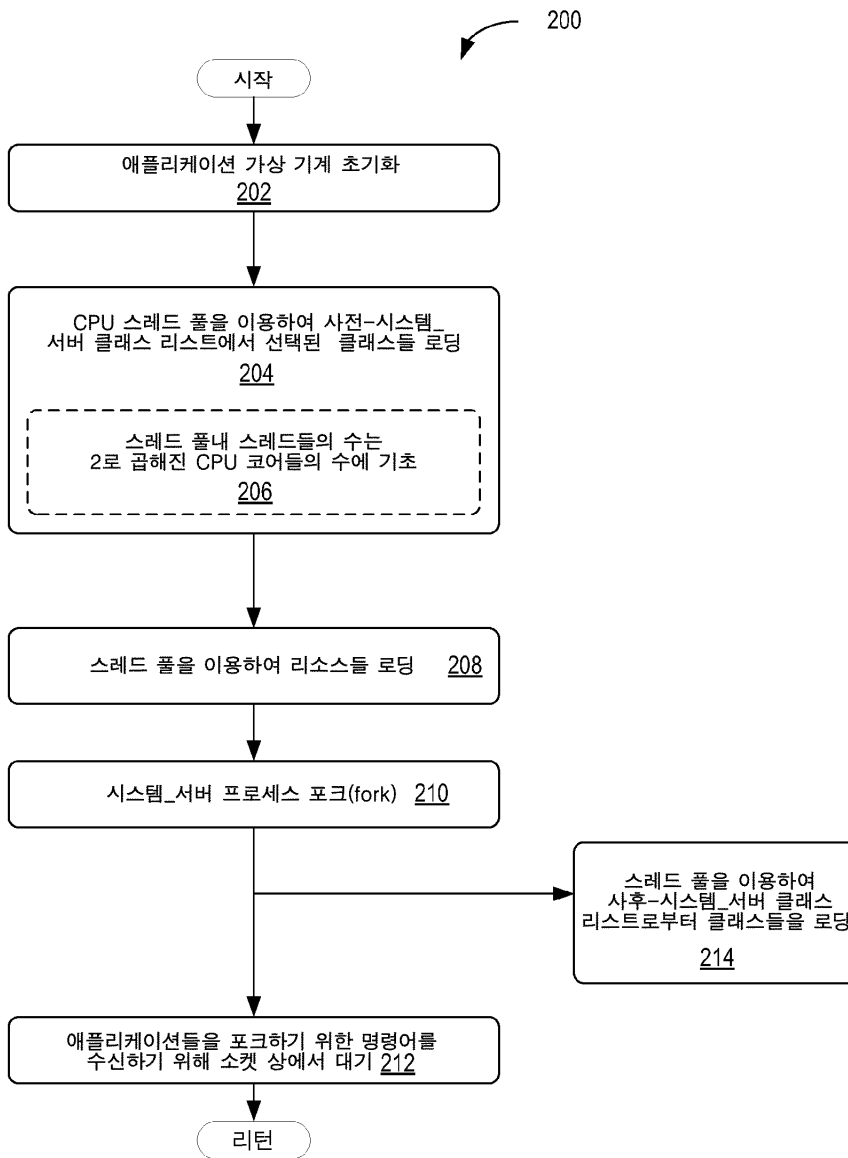 200
시작
애플리케이션 가상 기계 초기화
202
CPU 스레드 풀을 이용하여 사전-시스템_
서버 클래스 리스트에서 선택된 클래스들 로딩
204
스레드 풀내 스레드들의 수는
2로 곱해진 CPU 코어들의 수에 기초
206
스레드 풀을 이용하여 리소스들 로딩 208
시스템_서버 프로세스 포크(fork) 210
스레드 풀을 이용하여
사후-시스템_서버 클래스
리스트로부터 클래스들을 로딩
214
애플리케이션들을 포크하기 위한 명령어를
수신하기 위해 소켓 상에서 대기 212
리턴